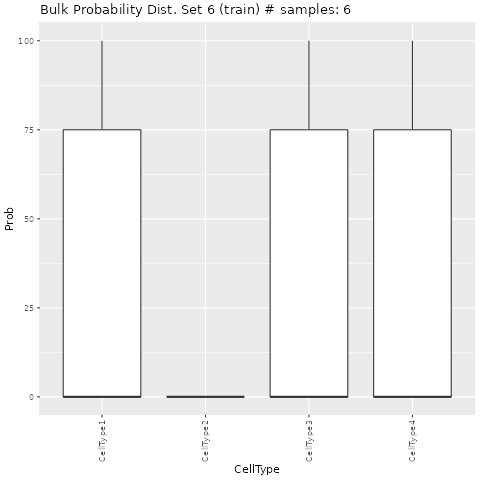 Bulk Probability Dist. Set 6 (train) # samples: 6
Prob
100
75
50
25
0
CellType1
CellType2
CellType3
CellType4
CellType